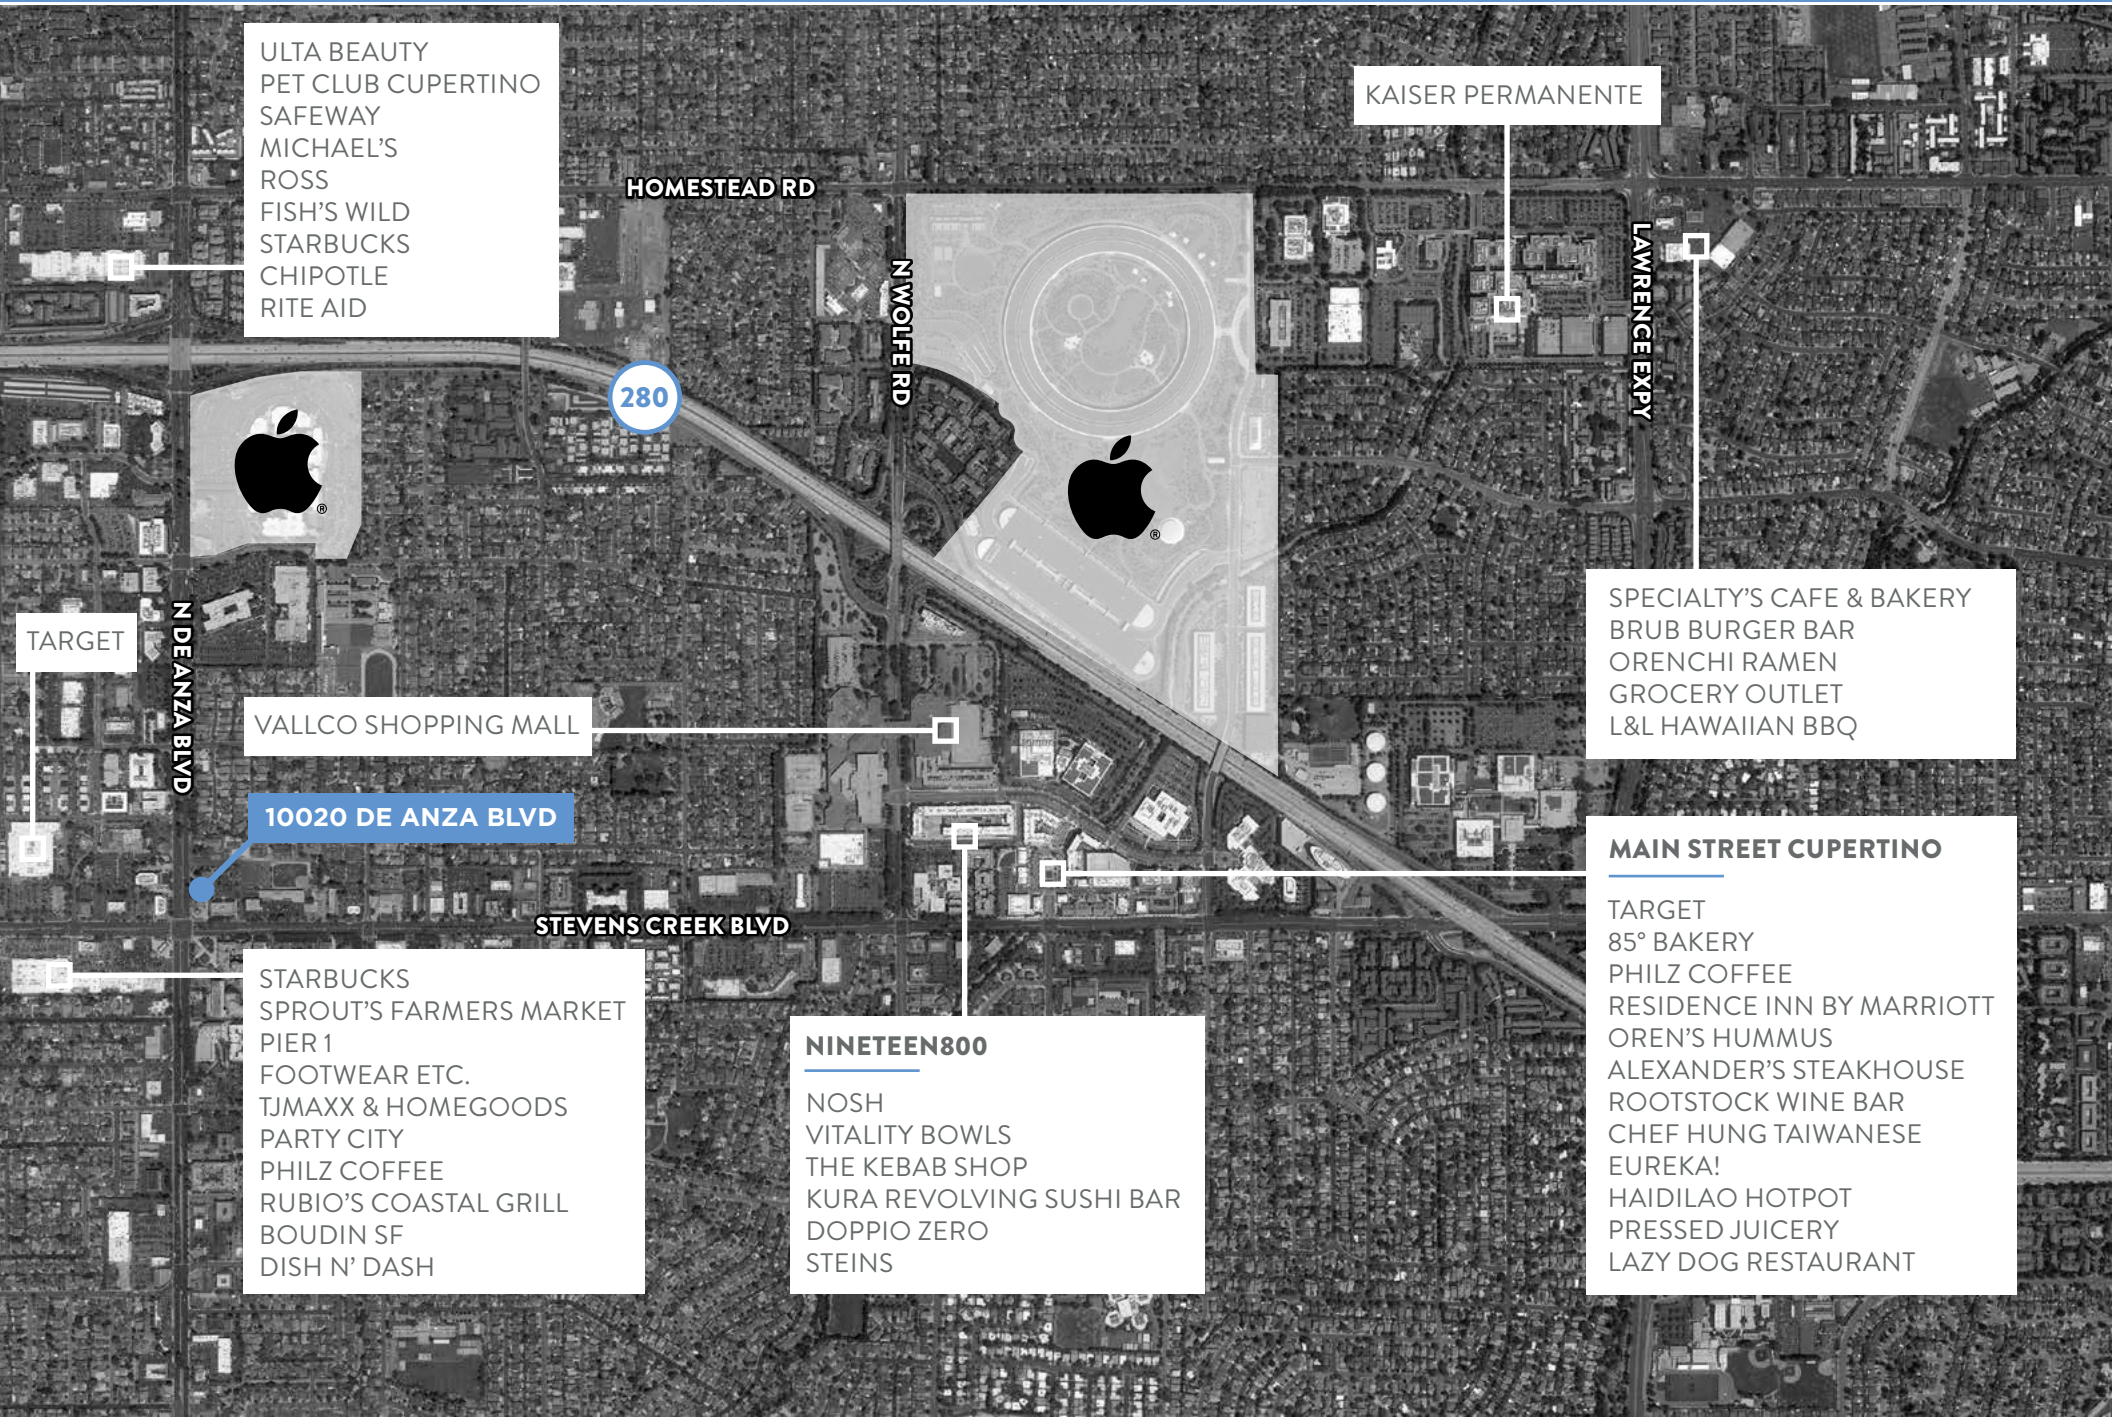 ULTA BEAUTY
PET CLUB CUPERTINO
SAFEWAY
MICHAEL'S
ROSS
FISH'S WILD
STARBUCKS
CHIPOTLE
RITE AID
KAISER PERMANENTE
HOMESTEAD RD
N WOLFE RD
LAWRENCE EXPY
280
®
®
N DE ANZA BLVD
TARGET
VALLCO SHOPPING MALL
10020 DE ANZA BLVD
STEVENS CREEK BLVD
SPECIALTY'S CAFE & BAKERY
BRUB BURGER BAR
ORENCHI RAMEN
GROCERY OUTLET
L&L HAWAIIAN BBQ
MAIN STREET CUPERTINO
TARGET
85° BAKERY
PHILZ COFFEE
RESIDENCE INN BY MARRIOTT
OREN'S HUMMUS
ALEXANDER'S STEAKHOUSE
ROOTSTOCK WINE BAR
CHEF HUNG TAIWANESE
EUREKA!
HAIDILAO HOTPOT
PRESSED JUICERY
LAZY DOG RESTAURANT
STARBUCKS
SPROUT'S FARMERS MARKET
PIER 1
FOOTWEAR ETC.
TJMAXX & HOMEGOODS
PARTY CITY
PHILZ COFFEE
RUBIO'S COASTAL GRILL
BOUDIN SF
DISH N' DASH
NINETEEN800
NOSH
VITALITY BOWLS
THE KEBAB SHOP
KURA REVOLVING SUSHI BAR
DOPPIO ZERO
STEINS